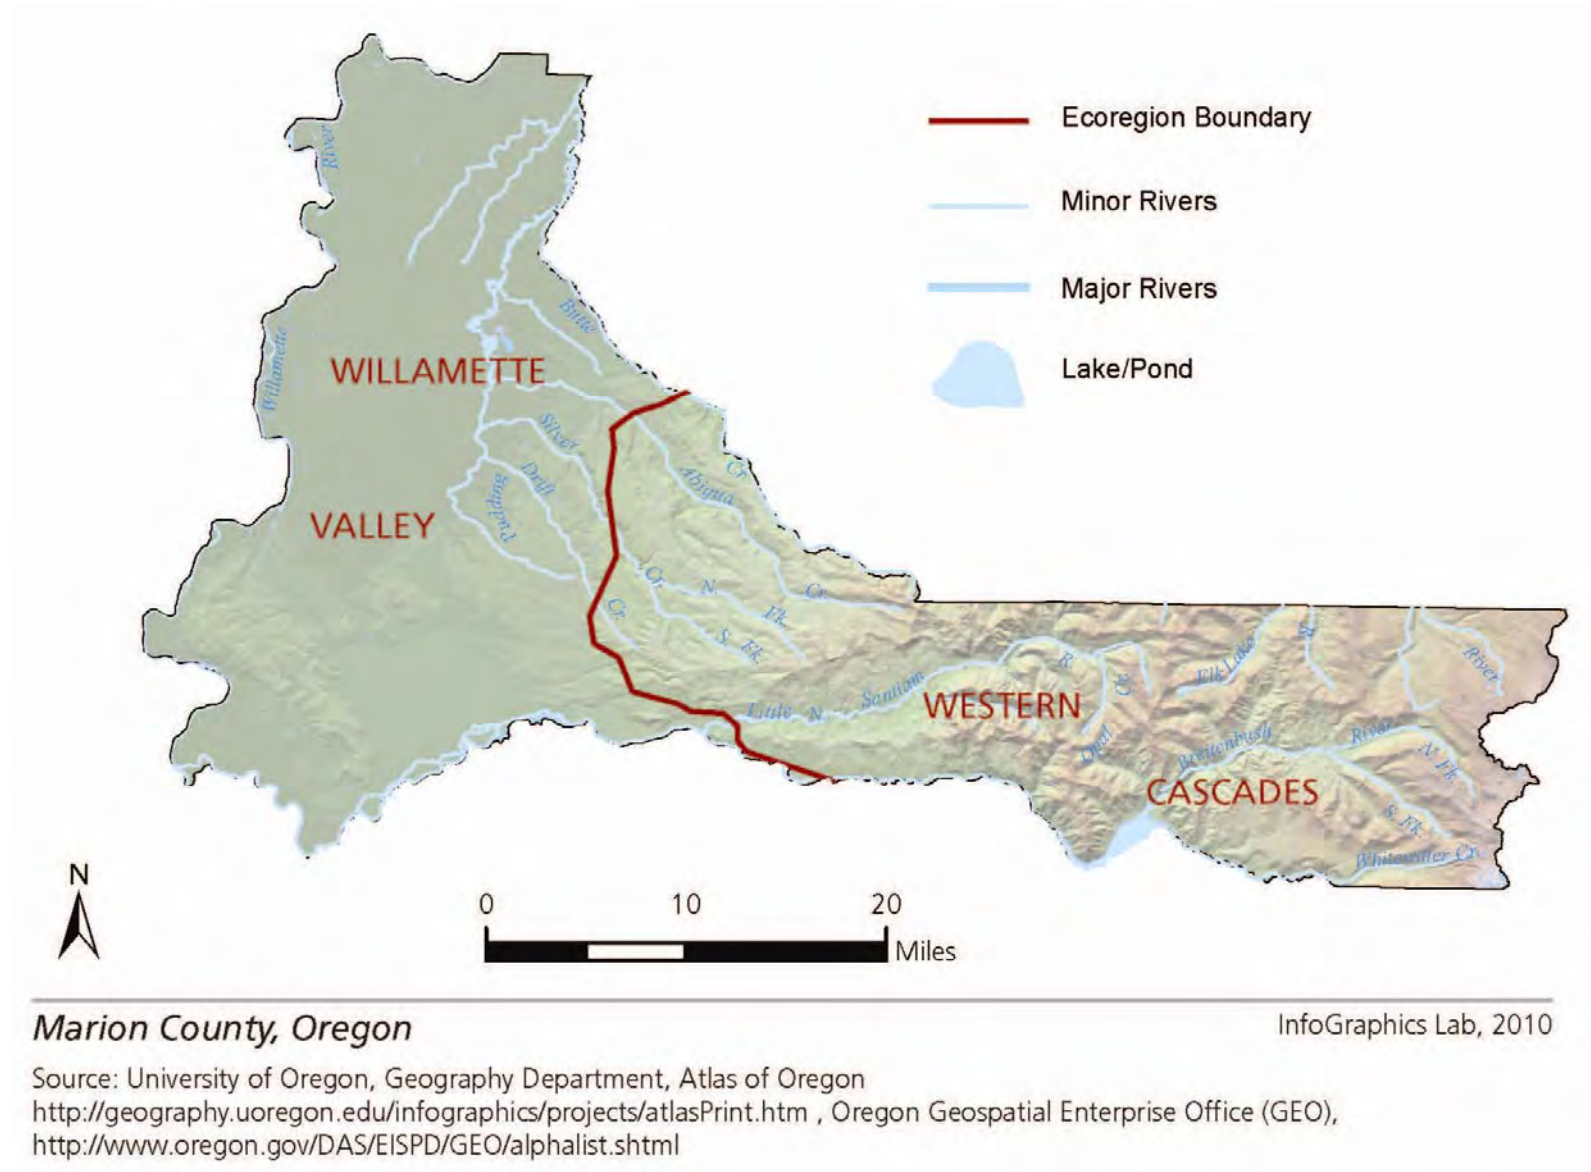 Ecoregion Boundary
Minor Rivers
Major Rivers
Lake/Pond
River
Willamette
Butte
WILLAMETTE
VALLEY
Silver
Drift
Pudding
Abiqua
Cr.
Cr.
N.
Fk.
Cr.
Cr.
S. Fk.
Little N.
Santiam
R.
WESTERN
Elk Lake
Cr.
R.
River
Opal
Breitenbush
River
N. Fk.
CASCADES
S. Fk.
Whitewater Cr.
N
0 10 20
Miles
Marion County, Oregon
InfoGraphics Lab, 2010
Source: University of Oregon, Geography Department, Atlas of Oregon
http://geography.uoregon.edu/infographics/projects/atlasPrint.htm , Oregon Geospatial Enterprise Office (GEO),
http://www.oregon.gov/DAS/EISPD/GEO/alphalist.shtml